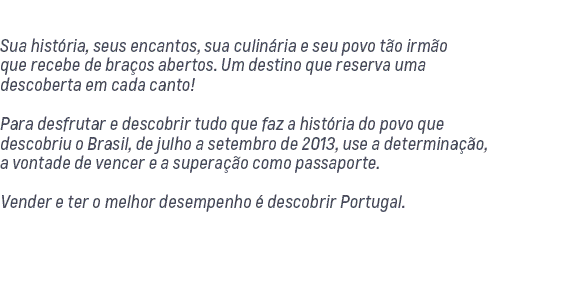 Sua história, seus encantos, sua culinária e seu povo tão irmão
que recebe de braços abertos. Um destino que reserva uma
descoberta em cada canto!
Para desfrutar e descobrir tudo que faz a história do povo que
descobriu o Brasil, de julho a setembro de 2013, use a determinação,
a vontade de vencer e a superação como passaporte.
Vender e ter o melhor desempenho é descobrir Portugal.